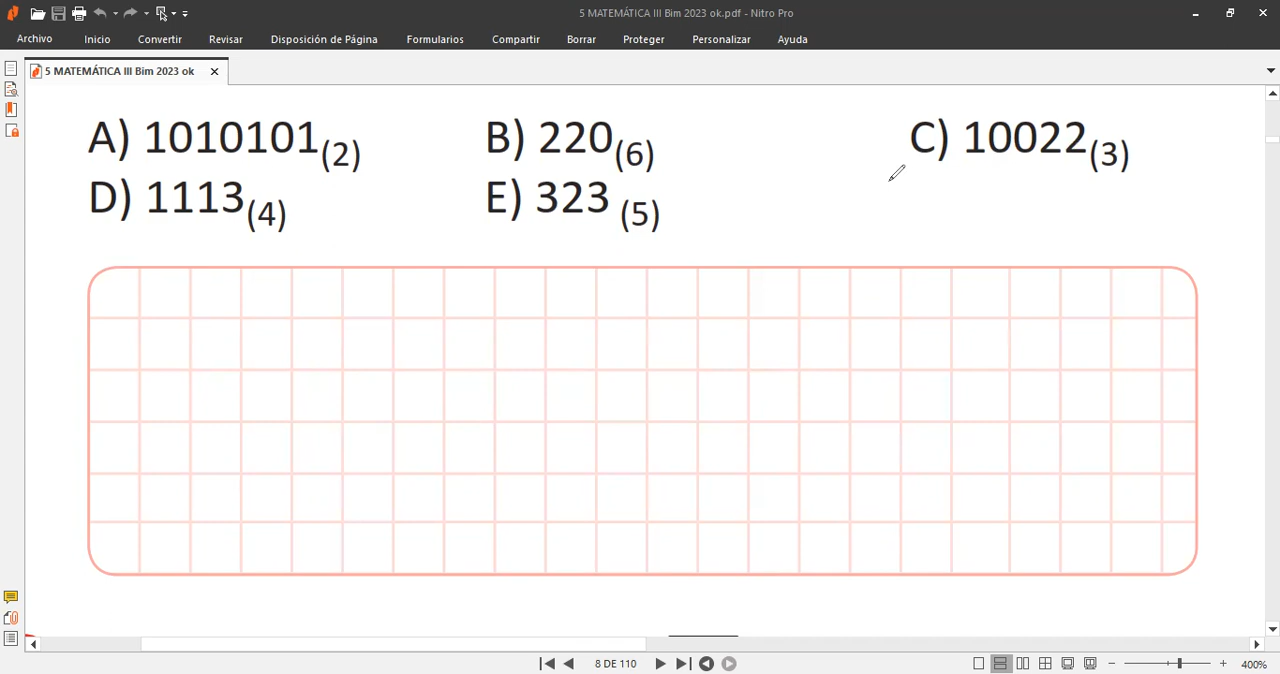 5 MATEMÁTICA III Bim 2023 ok.pdf - Nitro Pro
Archivo Inicio Convertir Revisar Disposición de Página Formularios Compartir Borrar Proteger Personalizar Ayuda
5 MATEMÁTICA III Bim 2023 ok
A) 1010101(2) B) 220(6) C) 10022(3)
D) 1113(4) E) 323 (5)
8 DE 110
400%